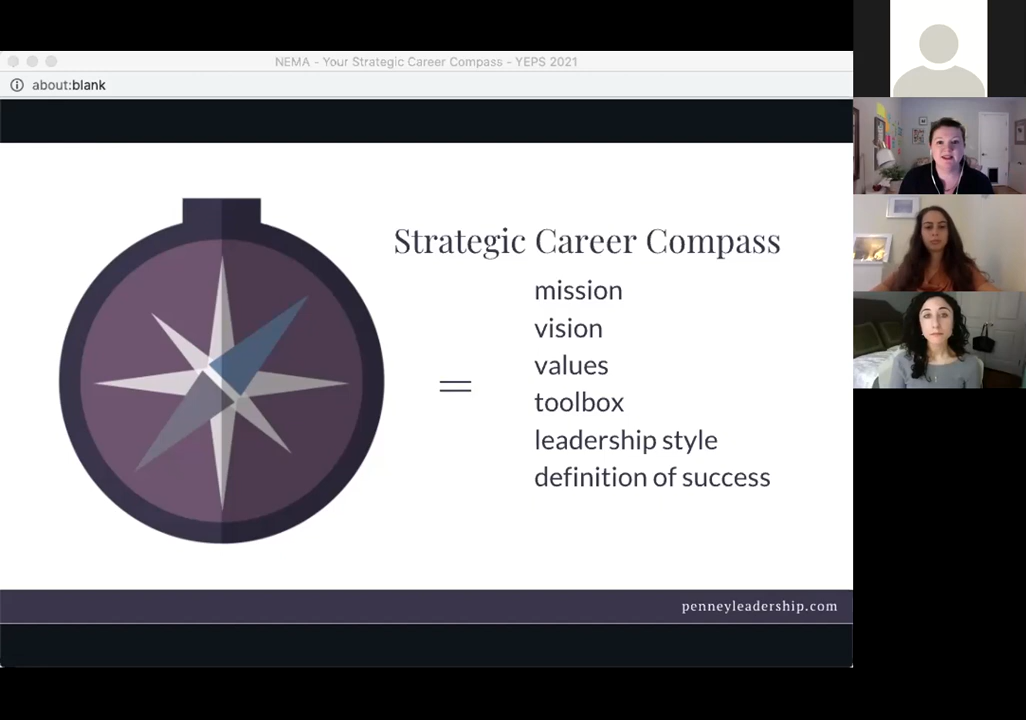 NEMA - Your Strategic Career Compass - YEPS 2021
about:blank
Strategic Career Compass
mission
vision
values
=
toolbox
leadership style
definition of success
penneyleadership.com